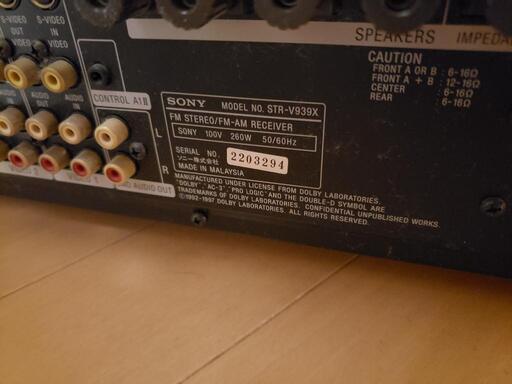 S-VIDEO S-VIDEO
OUT IN
VIDEO VIDEO
OUT IN
AUDIO AUDIO
OUT IN
CONTROL A1II
L
R
AUDIO OUT
SPEAKERS
CAUTION
FRONT A OR B : 6-16Ω
FRONT A + B : 12-16Ω
CENTER : 6-16Ω
REAR : 6-16Ω
SONY MODEL NO. STR-V939X
FM STEREO/FM-AM RECEIVER
SONY 100V 260W 50/60Hz
SERIAL NO. 2203294
ソニー株式会社
MADE IN MALAYSIA
MANUFACTURED UNDER LICENSE FROM DOLBY LABORATORIES.
"DOLBY", "AC-3", "PRO LOGIC" AND THE DOUBLE-D SYMBOL ARE
TRADEMARKS OF DOLBY LABORATORIES. CONFIDENTIAL UNPUBLISHED WORKS.
©1992-1997 DOLBY LABORATORIES. ALL RIGHTS RESERVED.